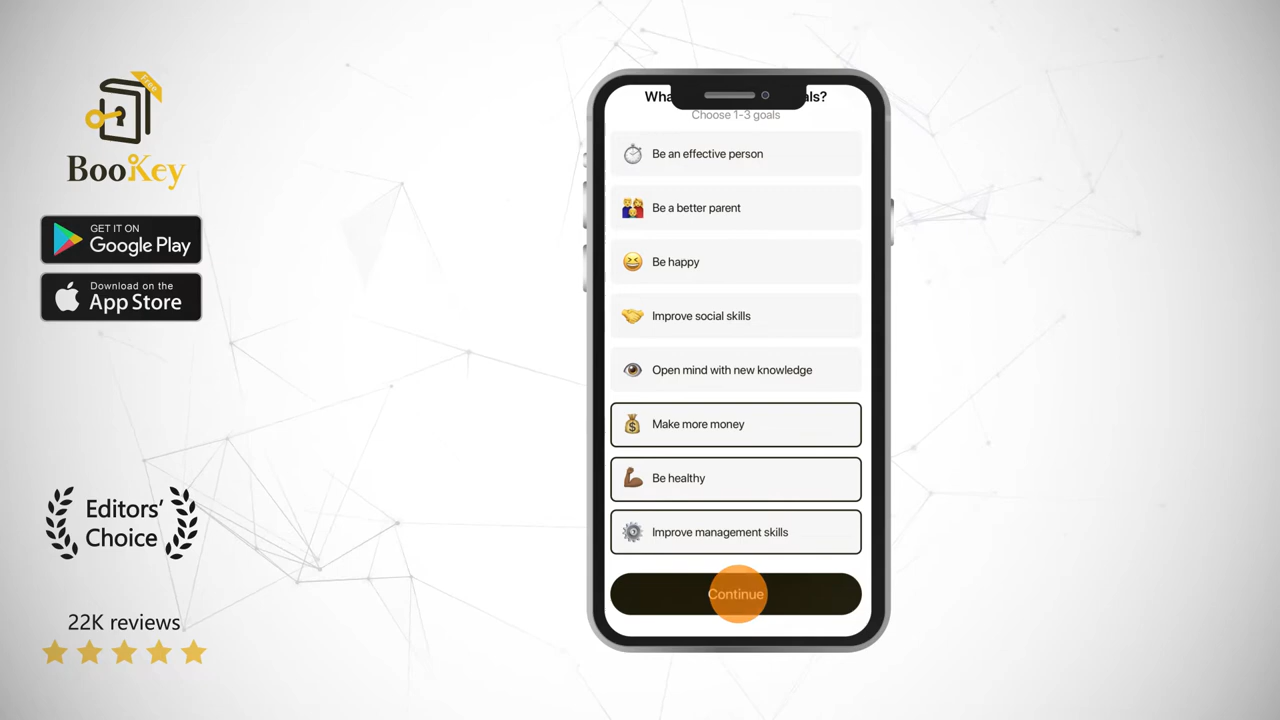 Free
BooKey
GET IT ON
Google Play
Download on the
App Store
Editors’
Choice
22K reviews
Wha als?
Choose 1-3 goals
Be an effective person
Be a better parent
Be happy
Improve social skills
Open mind with new knowledge
Make more money
Be healthy
Improve management skills
Continue